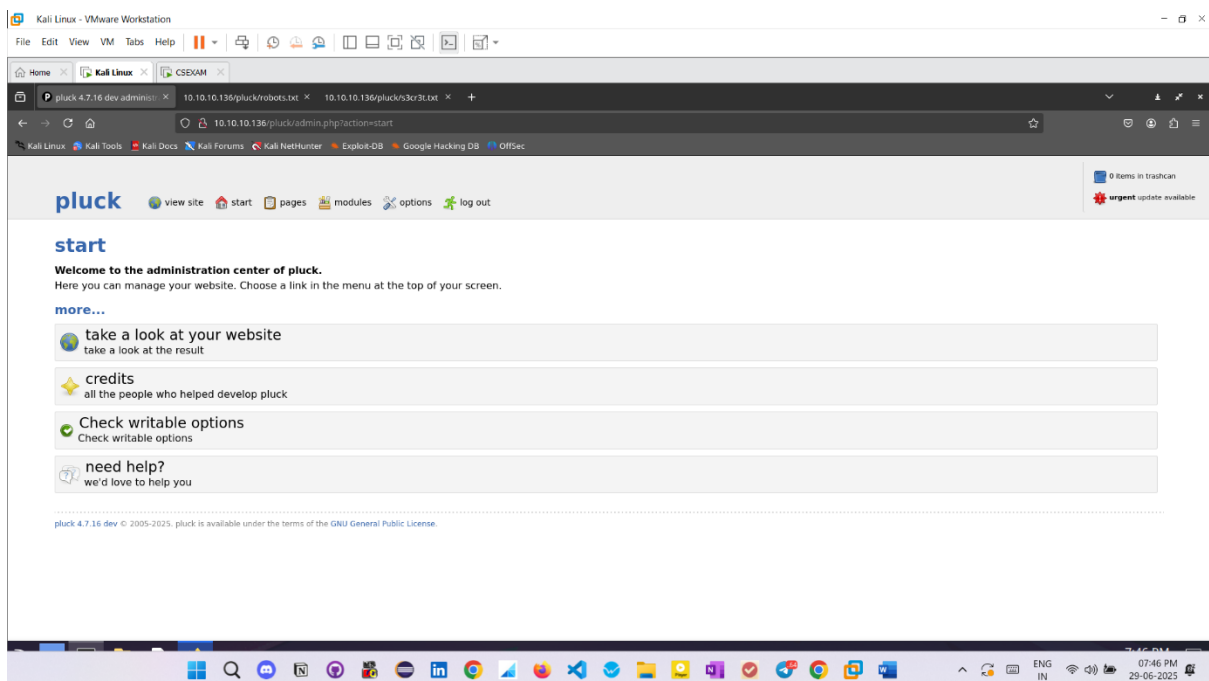 Kali Linux - VMware Workstation
File Edit View VM Tabs Help
Home Kali Linux CSEXAM
pluck 4.7.16 dev administr 10.10.10.136/pluck/robots.txt 10.10.10.136/pluck/s3cr3t.txt
10.10.10.136/pluck/admin.php?action=start
Kali Linux Kali Tools Kali Docs Kali Forums Kali NetHunter Exploit-DB Google Hacking DB OffSec
0 items in trashcan
pluck view site start pages modules options log out
urgent update available
start
Welcome to the administration center of pluck.
Here you can manage your website. Choose a link in the menu at the top of your screen.
more...
take a look at your website
take a look at the result
credits
all the people who helped develop pluck
Check writable options
Check writable options
need help?
we'd love to help you
pluck 4.7.16 dev © 2005-2025. pluck is available under the terms of the GNU General Public License.
ENG 07:46 PM
IN 29-06-2025